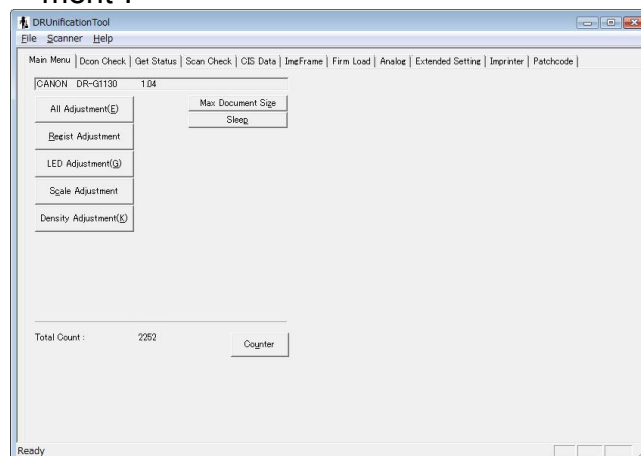 ment".
DRUnificationTool
File Scanner Help
Main Menu Dcon Check Get Status Scan Check CIS Data ImgFrame Firm Load Analog Extended Setting Imprinter Patchcode
CANON DR-G1130 1.04
All Adjustment(E)
Max Document Size
Sleep
Regist Adjustment
LED Adjustment(G)
Scale Adjustment
Density Adjustment(K)
Total Count : 2252
Counter
Ready